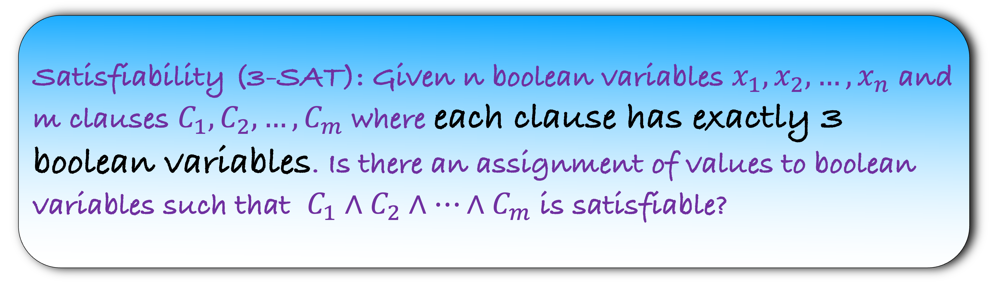 Satisfiability (3-SAT): Given n boolean variables x₁, x₂, … , xₙ and
m clauses C₁, C₂, … , Cₘ where each clause has exactly 3
boolean variables. Is there an assignment of values to boolean
variables such that C₁ ∧ C₂ ∧ ⋯ ∧ Cₘ is satisfiable?